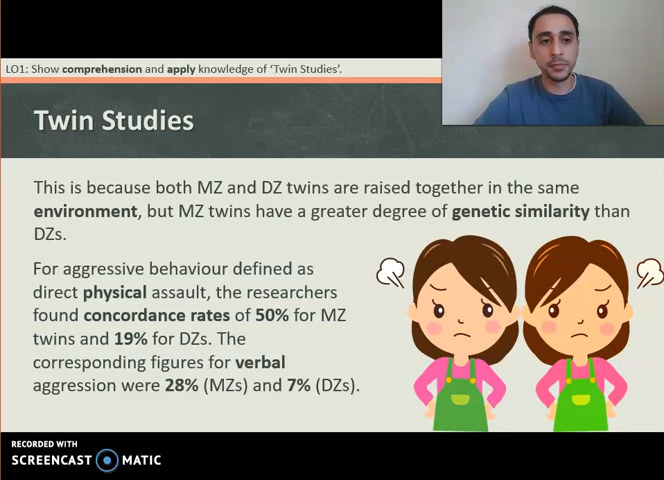 LO1: Show comprehension and apply knowledge of 'Twin Studies'.
Twin Studies
This is because both MZ and DZ twins are raised together in the same
environment, but MZ twins have a greater degree of genetic similarity than
DZs.
For aggressive behaviour defined as
direct physical assault, the researchers
found concordance rates of 50% for MZ
twins and 19% for DZs. The
corresponding figures for verbal
aggression were 28% (MZs) and 7% (DZs).
RECORDED WITH
SCREENCAST MATIC